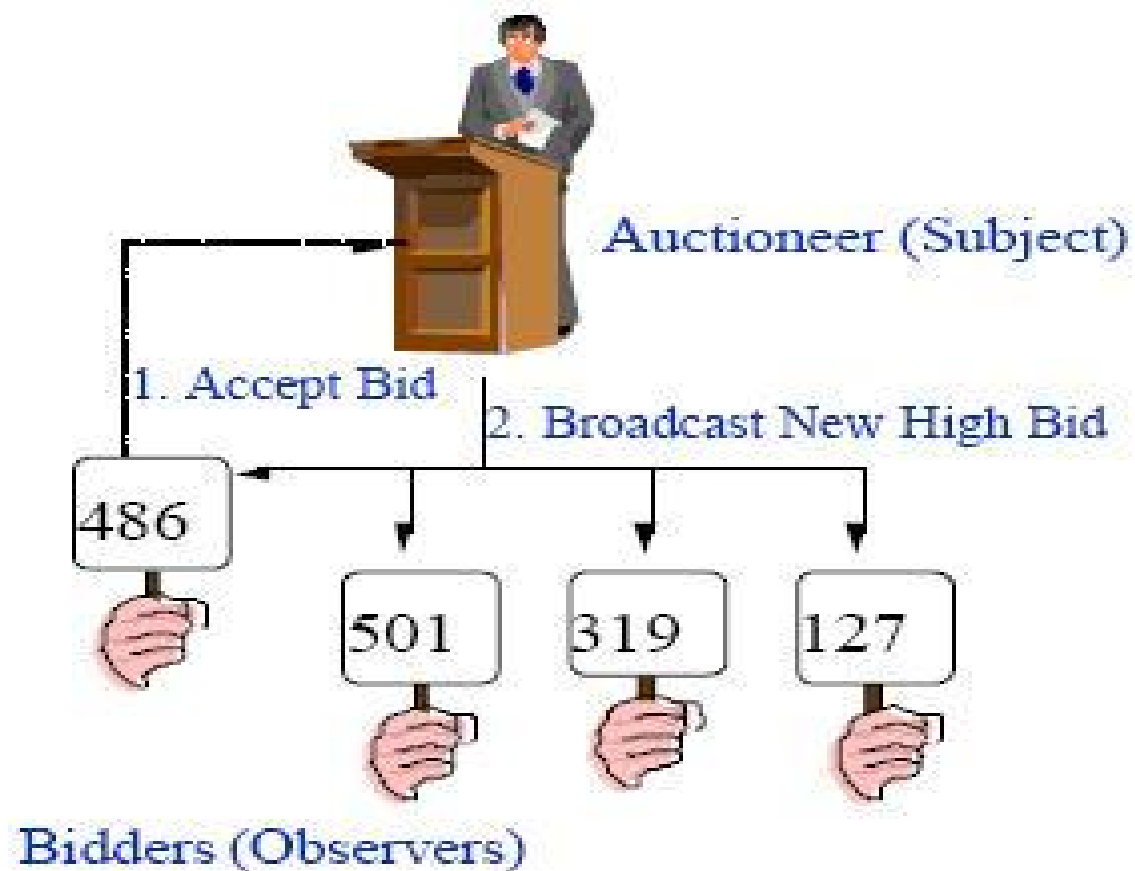 Auctioneer (Subject)
1. Accept Bid
2. Broadcast New High Bid
486
501
319
127
Bidders (Observers)